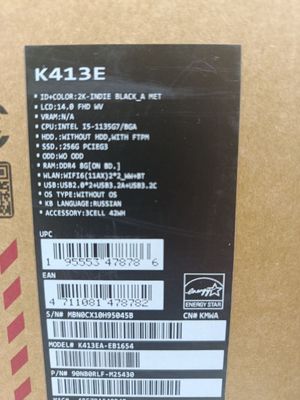 K413E
• ID+COLOR:2K-INDIE BLACK_A MET
• LCD:14.0 FHD WV
• VRAM:N/A
• CPU:INTEL I5-1135G7/BGA
• HDD:WITHOUT HDD,WITH FTPM
• SSD:256G PCIEG3
• ODD:WO ODD
• RAM:DDR4 8G[ON BD.]
• WLAN:WIFI6(11AX)2*2_WW+BT
• USB:USB2.0*2+USB3.2A+USB3.2C
• OS TYPE:WITHOUT OS
• KB LANGUAGE:RUSSIAN
• ACCESSORY:3CELL 42WH
UPC
1 95553 47878 6
EAN
4 711081 478782
energy
ENERGY STAR
S/N# MBN0CX10H95045B
CN# KMWA
MODEL# K413EA-EB1654
P/N# 90NB0RLF-M25430